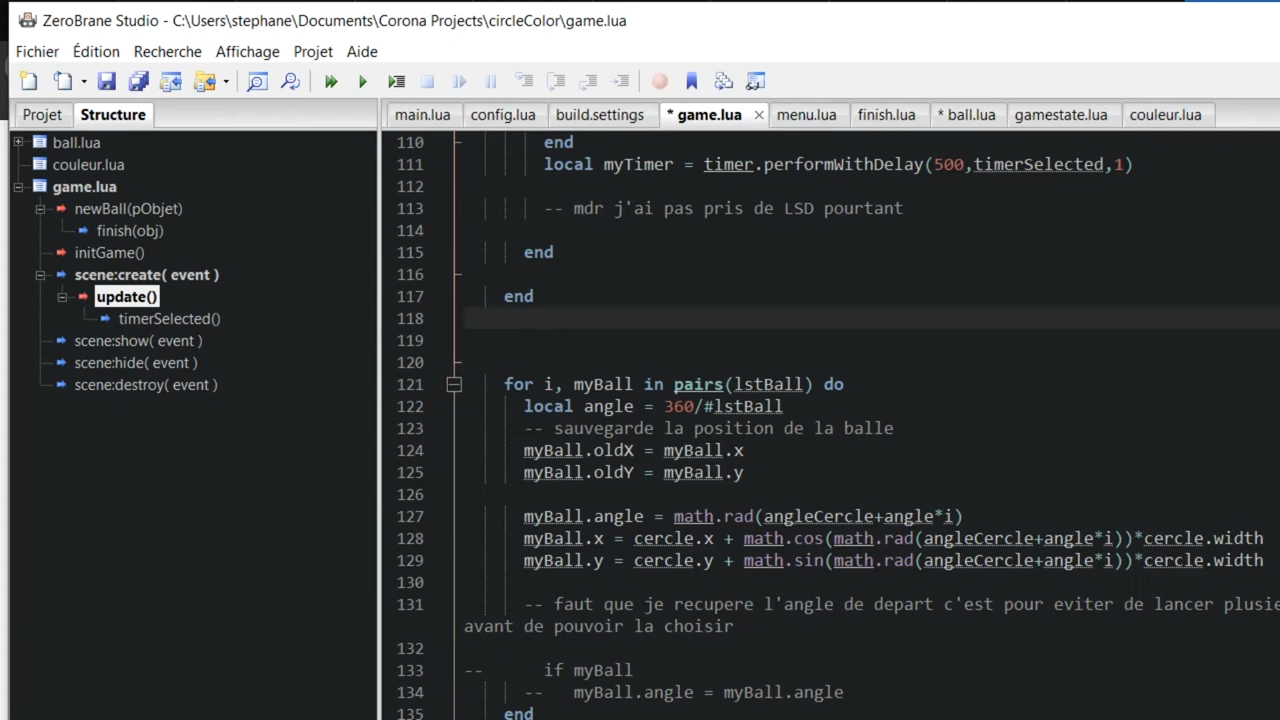 ZeroBrane Studio - C:\Users\stephane\Documents\Corona Projects\circleColor\game.lua
Fichier Édition Recherche Affichage Projet Aide
Projet Structure
main.lua config.lua build.settings * game.lua menu.lua finish.lua * ball.lua gamestate.lua couleur.lua
ball.lua
couleur.lua
game.lua
newBall(pObjet)
finish(obj)
initGame()
scene:create( event )
update()
timerSelected()
scene:show( event )
scene:hide( event )
scene:destroy( event )
110 end
111 local myTimer = timer.performWithDelay(500,timerSelected,1)
112
113 -- mdr j'ai pas pris de LSD pourtant
114
115 end
116
117 end
118
119
120
121 for i, myBall in pairs(lstBall) do
122 local angle = 360/#lstBall
123 -- sauvegarde la position de la balle
124 myBall.oldX = myBall.x
125 myBall.oldY = myBall.y
126
127 myBall.angle = math.rad(angleCercle+angle*i)
128 myBall.x = cercle.x + math.cos(math.rad(angleCercle+angle*i))*cercle.width
129 myBall.y = cercle.y + math.sin(math.rad(angleCercle+angle*i))*cercle.width
130
131 -- faut que je recupere l'angle de depart c'est pour eviter de lancer plusie
avant de pouvoir la choisir
132
133 -- if myBall
134 -- myBall.angle = myBall.angle
135 end